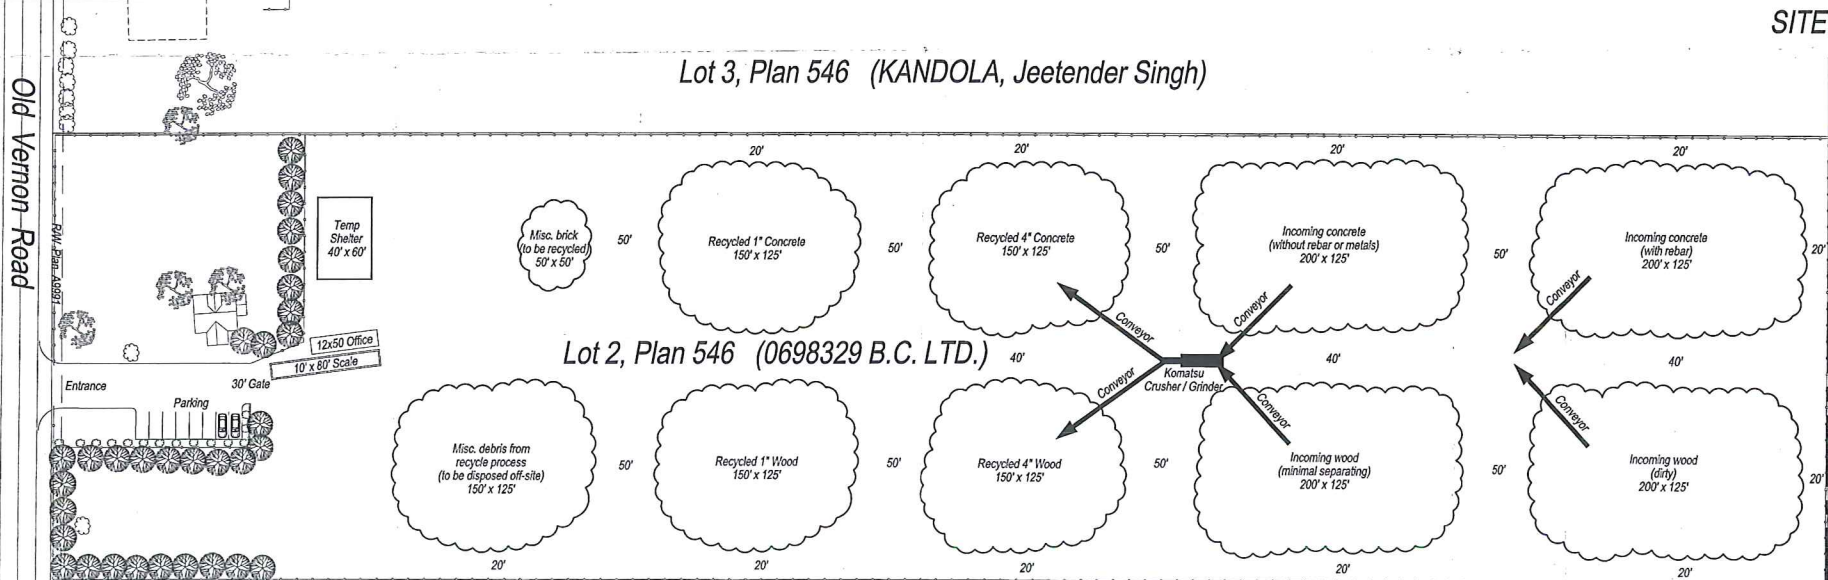 SITE
Lot 3, Plan 546 (KANDOLA, Jeetender Singh)
Old Vernon Road
R/W Plan A9991
20'
20'
20'
20'
Temp
Shelter
40' x 60'
Misc. brick
(to be recycled)
50' x 50'
50'
Recycled 1" Concrete
150' x 125'
50'
Recycled 4" Concrete
150' x 125'
50'
Incoming concrete
(without rebar or metals)
200' x 125'
50'
Incoming concrete
(with rebar)
200' x 125'
20'
Conveyor
Conveyor
Conveyor
12x50 Office
10' x 80' Scale
Lot 2, Plan 546 (0698329 B.C. LTD.)
40'
Komatsu
Crusher / Grinder
40'
40'
Entrance
30' Gate
Parking
Conveyor
Conveyor
Conveyor
Misc. debris from
recycle process
(to be disposed off-site)
150' x 125'
50'
Recycled 1" Wood
150' x 125'
50'
Recycled 4" Wood
150' x 125'
50'
Incoming wood
(minimal separating)
200' x 125'
50'
Incoming wood
(dirty)
200' x 125'
20'
20'
20'
20'
20'
20'